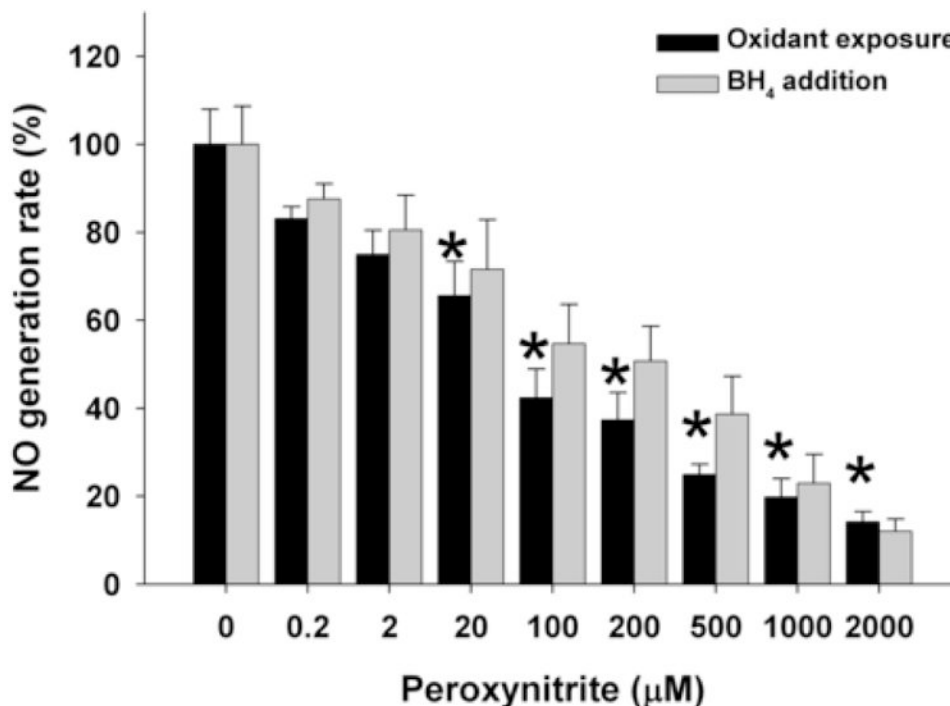 Oxidant exposure
BH₄ addition
NO generation rate (%)
120
100
80
60
40
20
0
*
*
*
*
*
*
0 0.2 2 20 100 200 500 1000 2000
Peroxynitrite (μM)